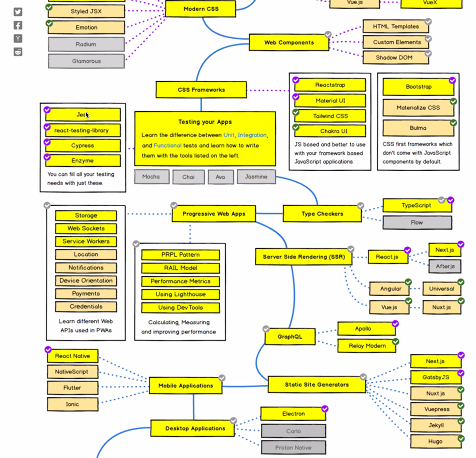 Styled JSX
Modern CSS
Vue.js
VueX
Emotion
Radium
Glamorous
HTML Templates
Web Components
Custom Elements
Shadow DOM
CSS Frameworks
Reactstrap
Material UI
Tailwind CSS
Chakra UI
JS based and better to use
with your framework based
JavaScript applications.
Bootstrap
Materialize CSS
Bulma
CSS first frameworks which
don't come with JavaScript
components by default.
Jest
react-testing-library
Cypress
Enzyme
You can fill all your testing
needs with just these.
Testing your Apps
Learn the difference between Unit, Integration,
and Functional tests and learn how to write
them with the tools listed on the left.
Mocha
Chai
Ava
Jasmine
Progressive Web Apps
Type Checkers
TypeScript
Flow
Storage
Web Sockets
Service Workers
Location
Notifications
Device Orientation
Payments
Credentials
Learn different Web
APIs used in PWAs
PRPL Pattern
RAIL Model
Performance Metrics
Using Lighthouse
Using DevTools
Calculating, Measuring
and improving performance
Server Side Rendering (SSR)
React.js
Next.js
After.js
Angular
Universal
Vue.js
Nuxt.js
GraphQL
Apollo
Relay Modern
React Native
NativeScript
Flutter
Ionic
Mobile Applications
Static Site Generators
Next.js
GatsbyJS
Nuxt.js
Vuepress
Jekyll
Hugo
Desktop Applications
Electron
Carlo
Proton Native